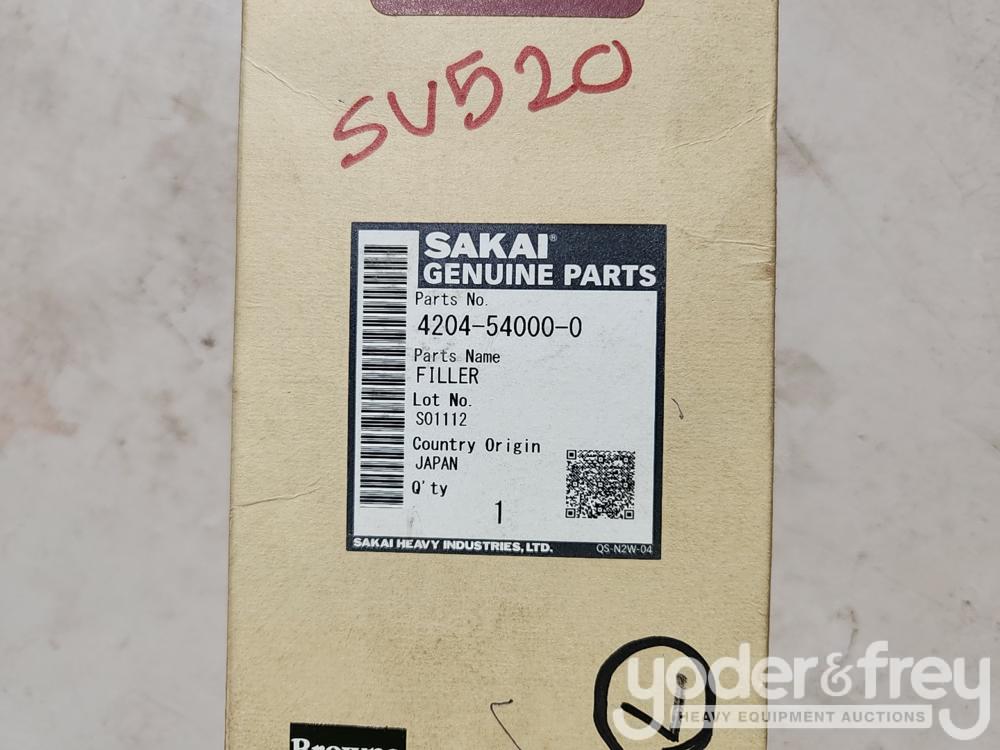 SV520
SAKAI®
GENUINE PARTS
Parts No.
4204-54000-0
Parts Name
FILLER
Lot No.
S01112
Country Origin
JAPAN
Q'ty
1
SAKAI HEAVY INDUSTRIES, LTD.
QS-N2W-04
yoder&frey
HEAVY EQUIPMENT AUCTIONS